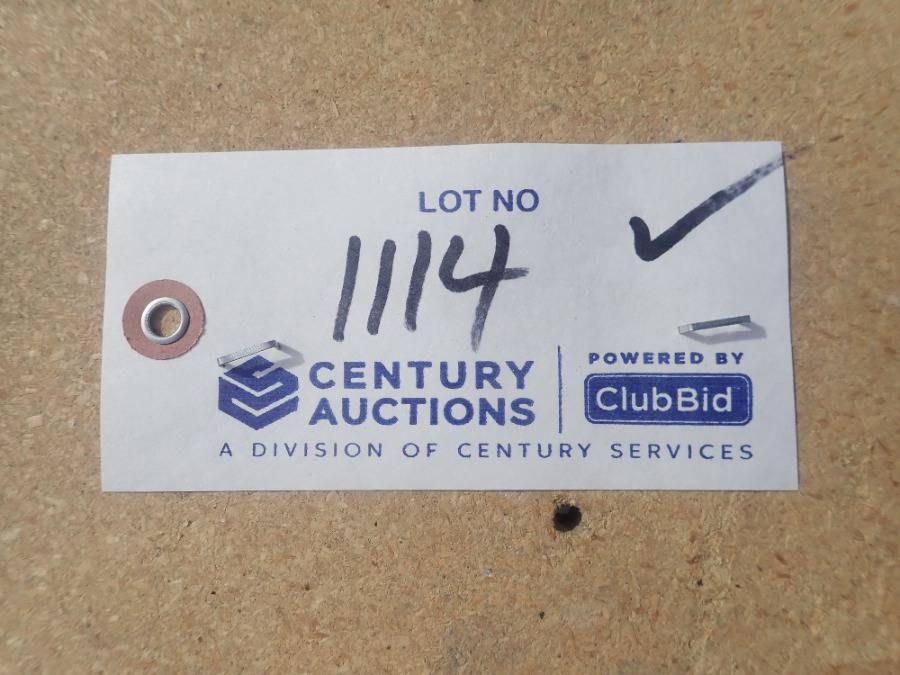 LOT NO
1114
CENTURY
AUCTIONS
POWERED BY
ClubBid
A DIVISION OF CENTURY SERVICES